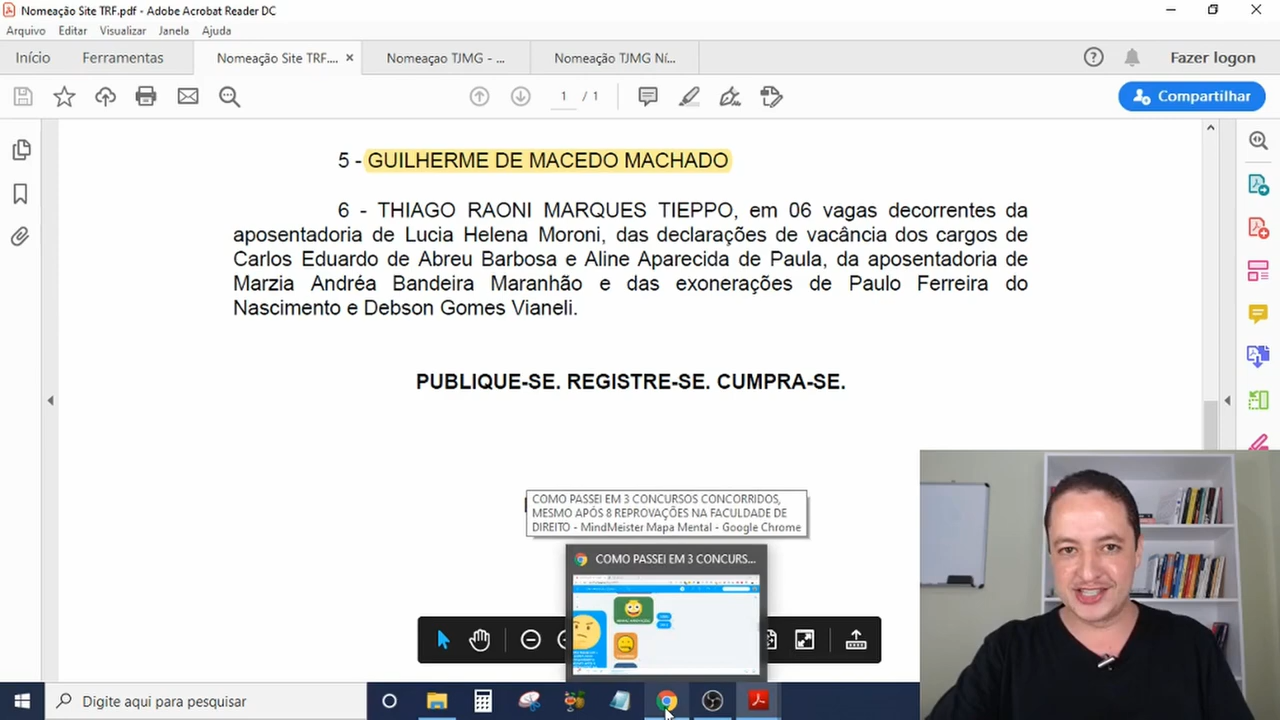 Nomeação Site TRF.pdf - Adobe Acrobat Reader DC
Arquivo Editar Visualizar Janela Ajuda
Início Ferramentas Nomeação Site TRF.... × Nomeaçao TJMG - ... Nomeação TJMG Ní... Fazer logon
1 / 1 Compartilhar
5 - GUILHERME DE MACEDO MACHADO
6 - THIAGO RAONI MARQUES TIEPPO, em 06 vagas decorrentes da
aposentadoria de Lucia Helena Moroni, das declarações de vacância dos cargos de
Carlos Eduardo de Abreu Barbosa e Aline Aparecida de Paula, da aposentadoria de
Marzia Andréa Bandeira Maranhão e das exonerações de Paulo Ferreira do
Nascimento e Debson Gomes Vianeli.
PUBLIQUE-SE. REGISTRE-SE. CUMPRA-SE.
COMO PASSEI EM 3 CONCURSOS CONCORRIDOS,
MESMO APÓS 8 REPROVAÇÕES NA FACULDADE DE
DIREITO - MindMeister Mapa Mental - Google Chrome
COMO PASSEI EM 3 CONCURS...
Digite aqui para pesquisar